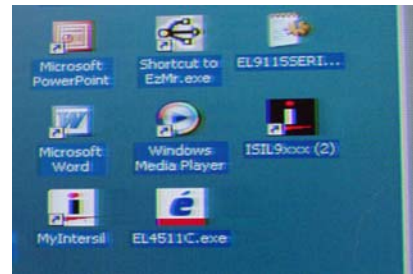 Microsoft
PowerPoint
Shortcut to
EzMr.exe
EL9115SERI...
Microsoft
Word
Windows
Media Player
ISIL9xxx (2)
MyIntersil
EL4511C.exe